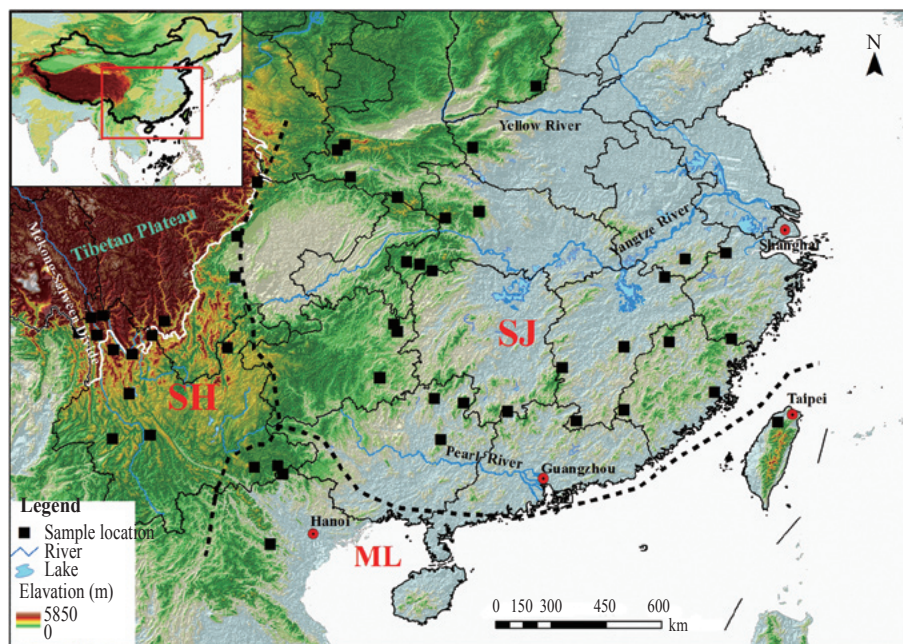 N
Yellow River
Tibetan Plateau
Mekong-Salween Divide
Yangtze River
Shanghai
SJ
SH
Taipei
Pearl River
Guangzhou
Hanoi
ML
Legend
Sample location
River
Lake
Elavation (m)
5850
0
0 150 300 450 600
km